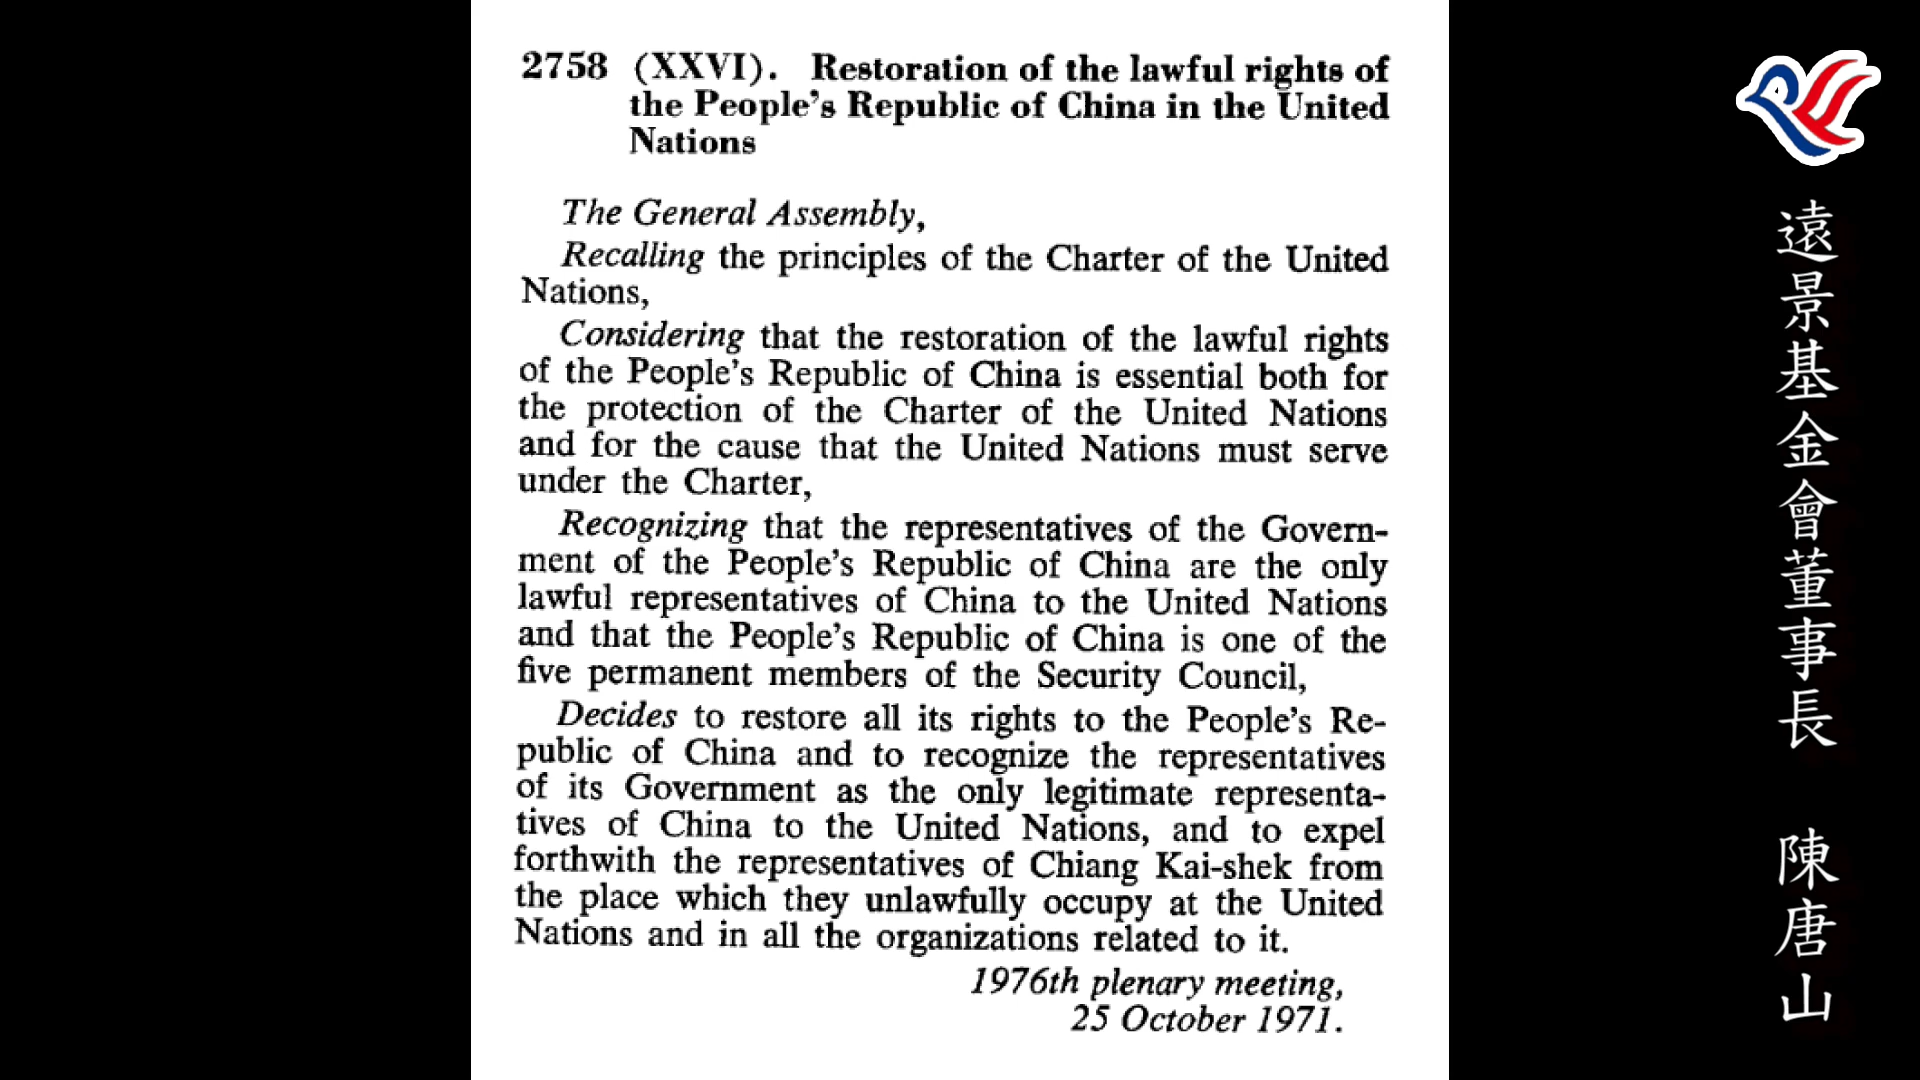 2758 (XXVI). Restoration of the lawful rights of
the People's Republic of China in the United
Nations
The General Assembly,
Recalling the principles of the Charter of the United
Nations,
Considering that the restoration of the lawful rights
of the People's Republic of China is essential both for
the protection of the Charter of the United Nations
and for the cause that the United Nations must serve
under the Charter,
Recognizing that the representatives of the Govern-
ment of the People's Republic of China are the only
lawful representatives of China to the United Nations
and that the People's Republic of China is one of the
five permanent members of the Security Council,
Decides to restore all its rights to the People's Re-
public of China and to recognize the representatives
of its Government as the only legitimate representa-
tives of China to the United Nations, and to expel
forthwith the representatives of Chiang Kai-shek from
the place which they unlawfully occupy at the United
Nations and in all the organizations related to it.
1976th plenary meeting,
25 October 1971.
遠景基金會董事長 陳唐山